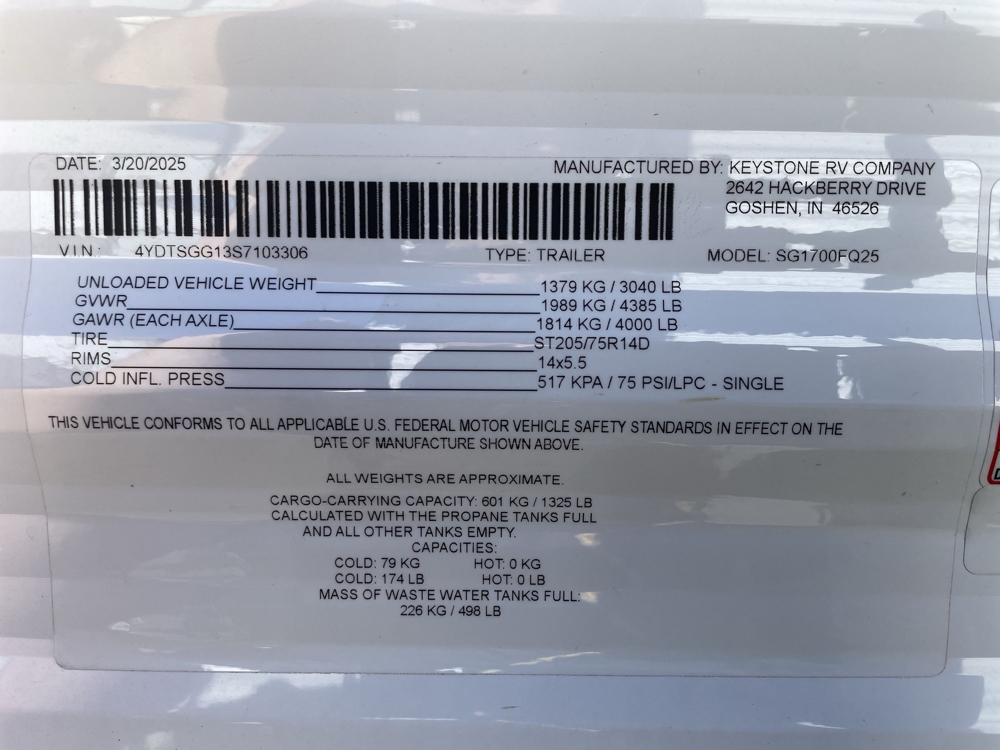 DATE: 3/20/2025
MANUFACTURED BY: KEYSTONE RV COMPANY
2642 HACKBERRY DRIVE
GOSHEN, IN 46526
VIN: 4YDTSGG13S7103306 TYPE: TRAILER MODEL: SG1700FQ25
UNLOADED VEHICLE WEIGHT 1379 KG / 3040 LB
GVWR 1989 KG / 4385 LB
GAWR (EACH AXLE) 1814 KG / 4000 LB
TIRE ST205/75R14D
RIMS 14x5.5
COLD INFL. PRESS 517 KPA / 75 PSI/LPC - SINGLE
THIS VEHICLE CONFORMS TO ALL APPLICABLE U.S. FEDERAL MOTOR VEHICLE SAFETY STANDARDS IN EFFECT ON THE
DATE OF MANUFACTURE SHOWN ABOVE.
ALL WEIGHTS ARE APPROXIMATE.
CARGO-CARRYING CAPACITY: 601 KG / 1325 LB
CALCULATED WITH THE PROPANE TANKS FULL
AND ALL OTHER TANKS EMPTY.
CAPACITIES:
COLD: 79 KG HOT: 0 KG
COLD: 174 LB HOT: 0 LB
MASS OF WASTE WATER TANKS FULL:
226 KG / 498 LB